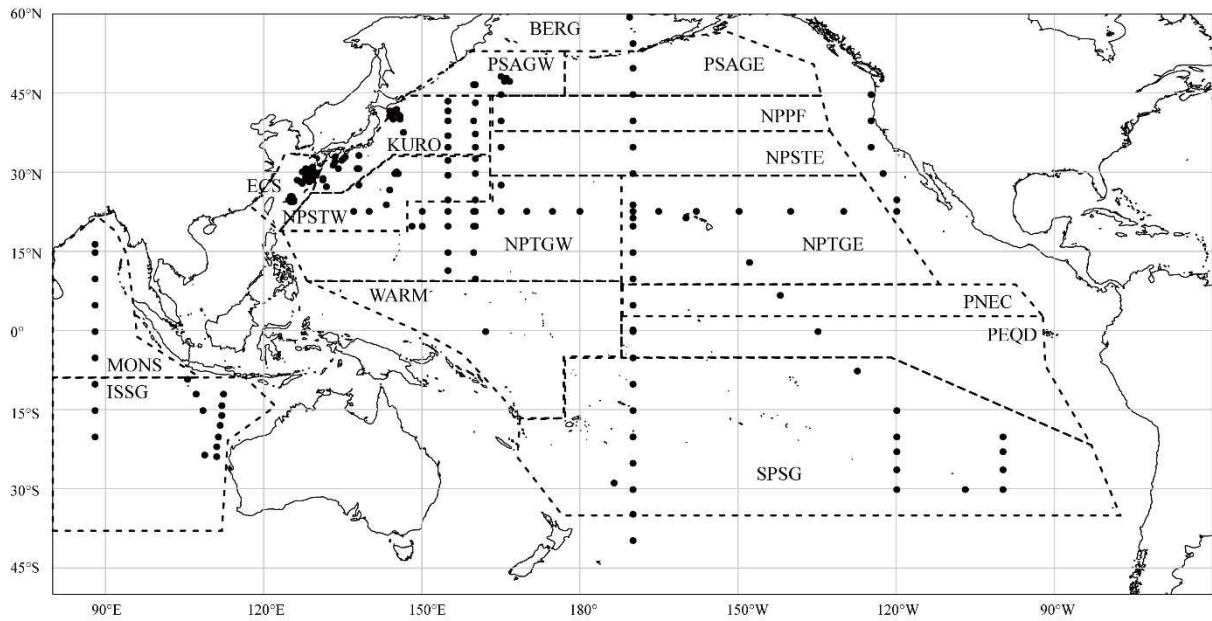 60°N
BERG
PSAGW
PSAGE
45°N
NPPF
KURO
NPSTE
30°N
ECS
NPSTW
NPTGW
NPTGE
15°N
WARM
PNEC
0°
PEQD
MONS
ISSG
15°S
SPSG
30°S
45°S
90°E 120°E 150°E 180° 150°W 120°W 90°W